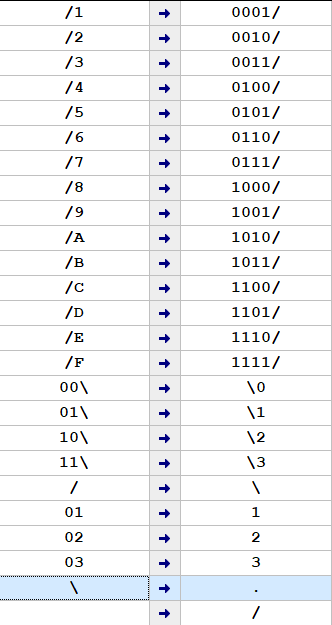 /1 → 0001/
/2 → 0010/
/3 → 0011/
/4 → 0100/
/5 → 0101/
/6 → 0110/
/7 → 0111/
/8 → 1000/
/9 → 1001/
/A → 1010/
/B → 1011/
/C → 1100/
/D → 1101/
/E → 1110/
/F → 1111/
00\ → \0
01\ → \1
10\ → \2
11\ → \3
/ → \
01 → 1
02 → 2
03 → 3
\ → .
→ /